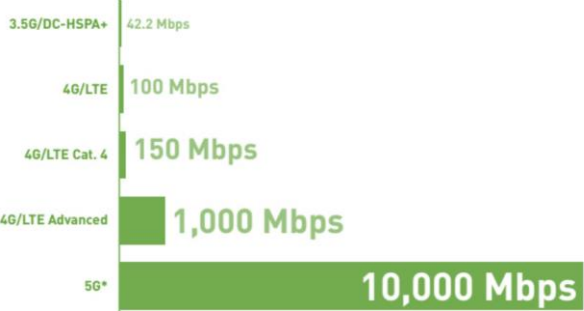 3.5G/DC-HSPA+ 42.2 Mbps
4G/LTE 100 Mbps
4G/LTE Cat. 4 150 Mbps
4G/LTE Advanced 1,000 Mbps
5G* 10,000 Mbps